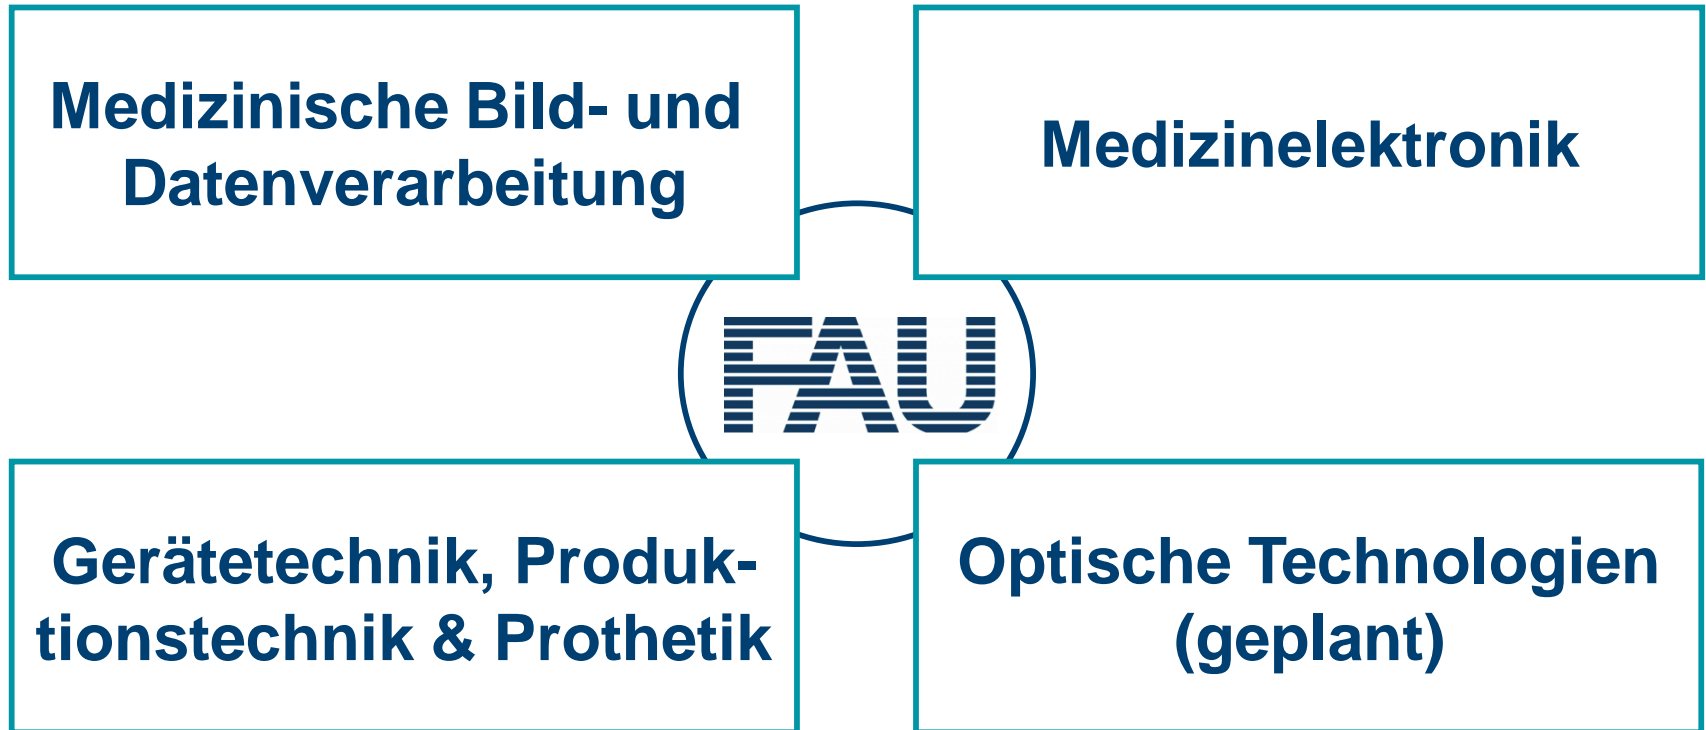 Medizinische Bild- und
Datenverarbeitung
Medizinelektronik
FAU
Gerätetechnik, Produk-
tionstechnik & Prothetik
Optische Technologien
(geplant)